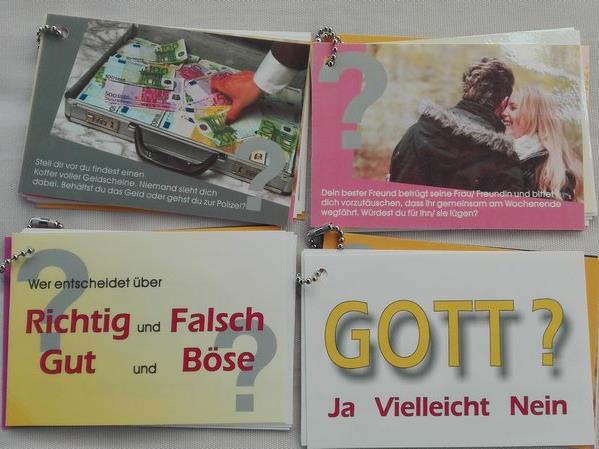 Stell dir vor du findest einen
Koffer voller Geldscheine. Niemand sieht dich
dabei. Behältst du das Geld oder gehst du zur Polizei?
?
?
Dein bester Freund betrügt seine Frau/ Freundin und bittet
dich vorzutäuschen, dass ihr gemeinsam am Wochenende
wegfährt. Würdest du für ihn/ sie lügen?
?
Wer entscheidet über
Richtig und Falsch
Gut und Böse
?
?
GOTT ?
Ja Vielleicht Nein